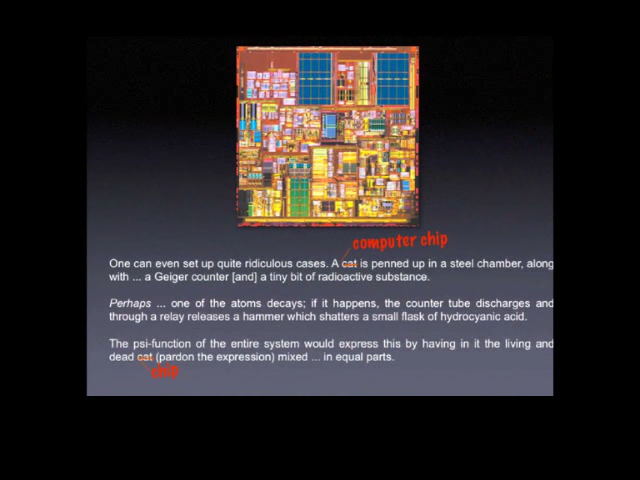 computer chip
One can even set up quite ridiculous cases. A cat is penned up in a steel chamber, along
with ... a Geiger counter [and] a tiny bit of radioactive substance.
Perhaps ... one of the atoms decays; if it happens, the counter tube discharges and
through a relay releases a hammer which shatters a small flask of hydrocyanic acid.
The psi-function of the entire system would express this by having in it the living and
dead cat (pardon the expression) mixed ... in equal parts.
chip